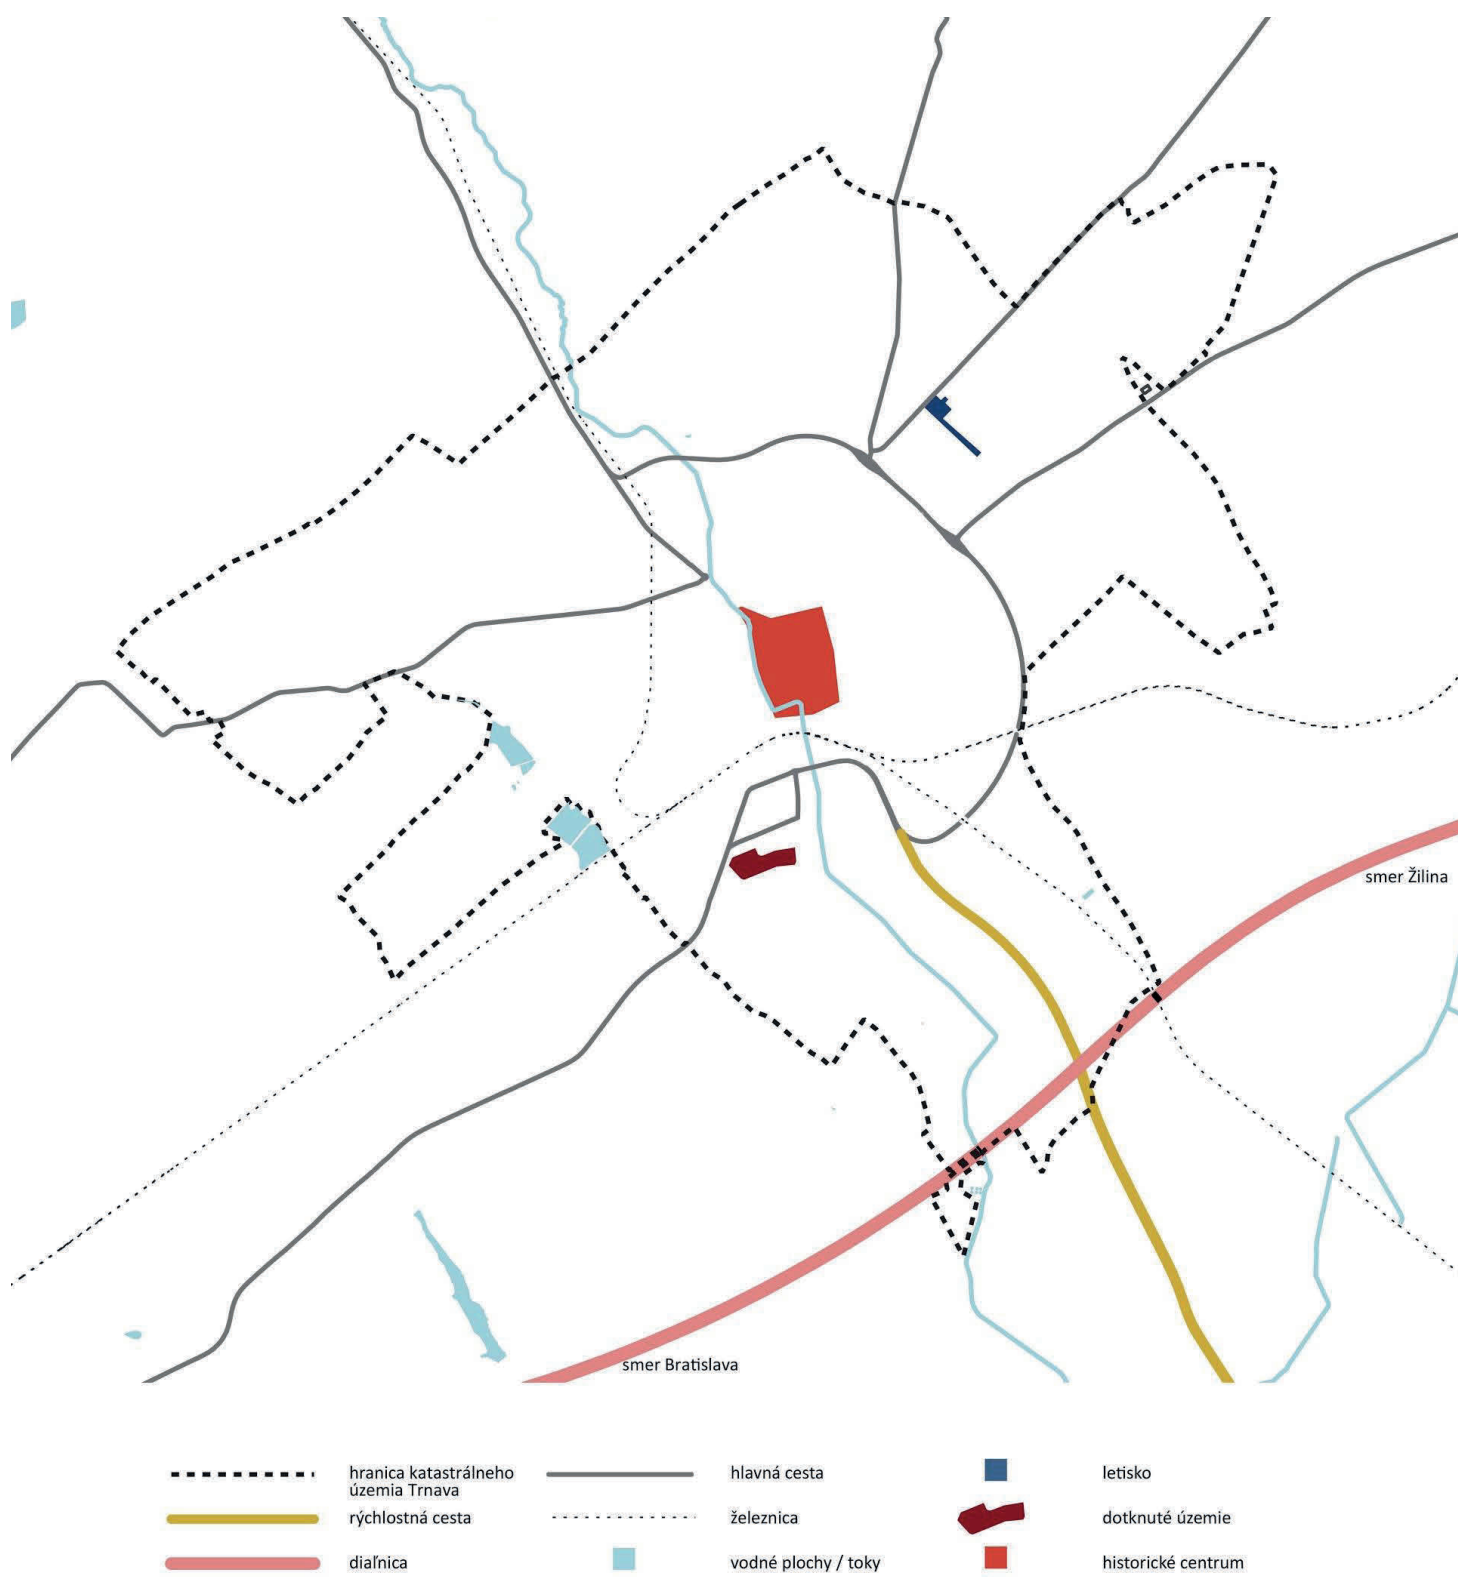 smer Žilina
smer Bratislava
hranica katastrálneho
územia Trnava
hlavná cesta
letisko
rýchlostná cesta
železnica
dotknuté územie
diaľnica
vodné plochy / toky
historické centrum